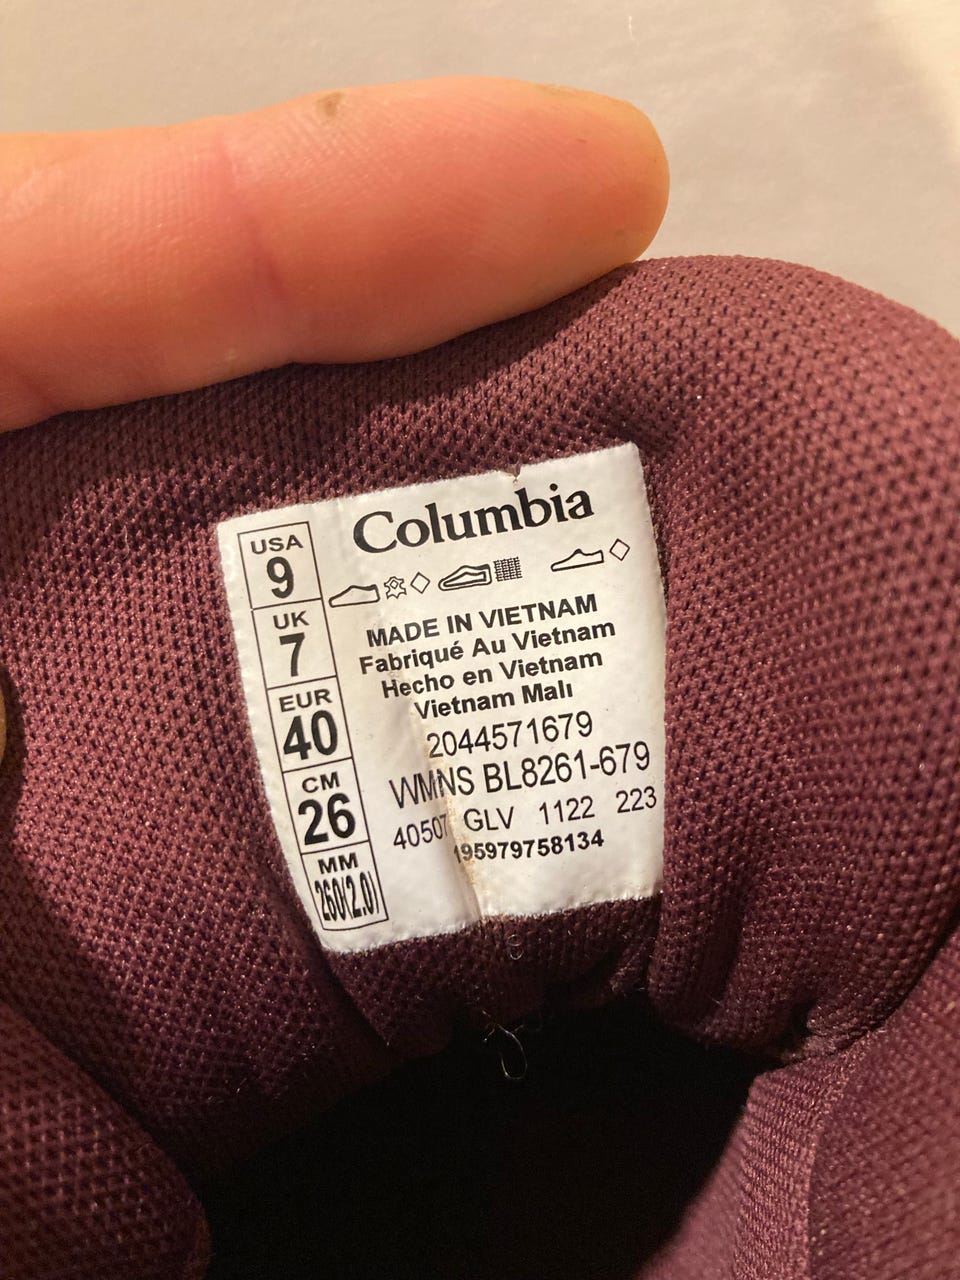 Columbia
USA
9
UK
7
EUR
40
CM
26
MM
260(2.0)
MADE IN VIETNAM
Fabriqué Au Vietnam
Hecho en Vietnam
Vietnam Malı
2044571679
WMNS BL8261-679
40507 GLV 1122 223
195979758134